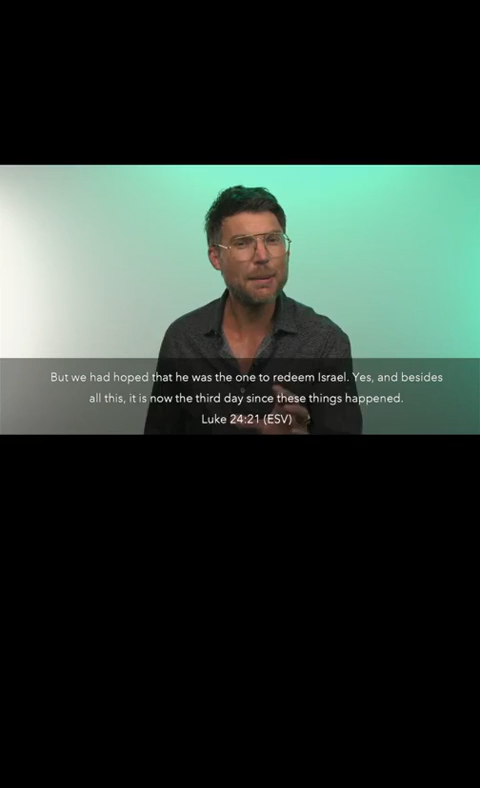 But we had hoped that he was the one to redeem Israel. Yes, and besides
all this, it is now the third day since these things happened.
Luke 24:21 (ESV)